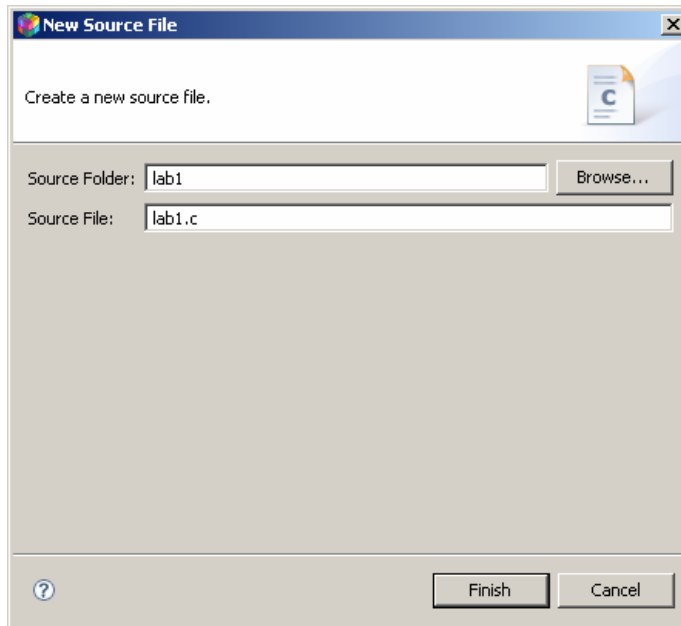 New Source File
Create a new source file.
C
Source Folder: lab1 Browse...
Source File: lab1.c
?
Finish Cancel